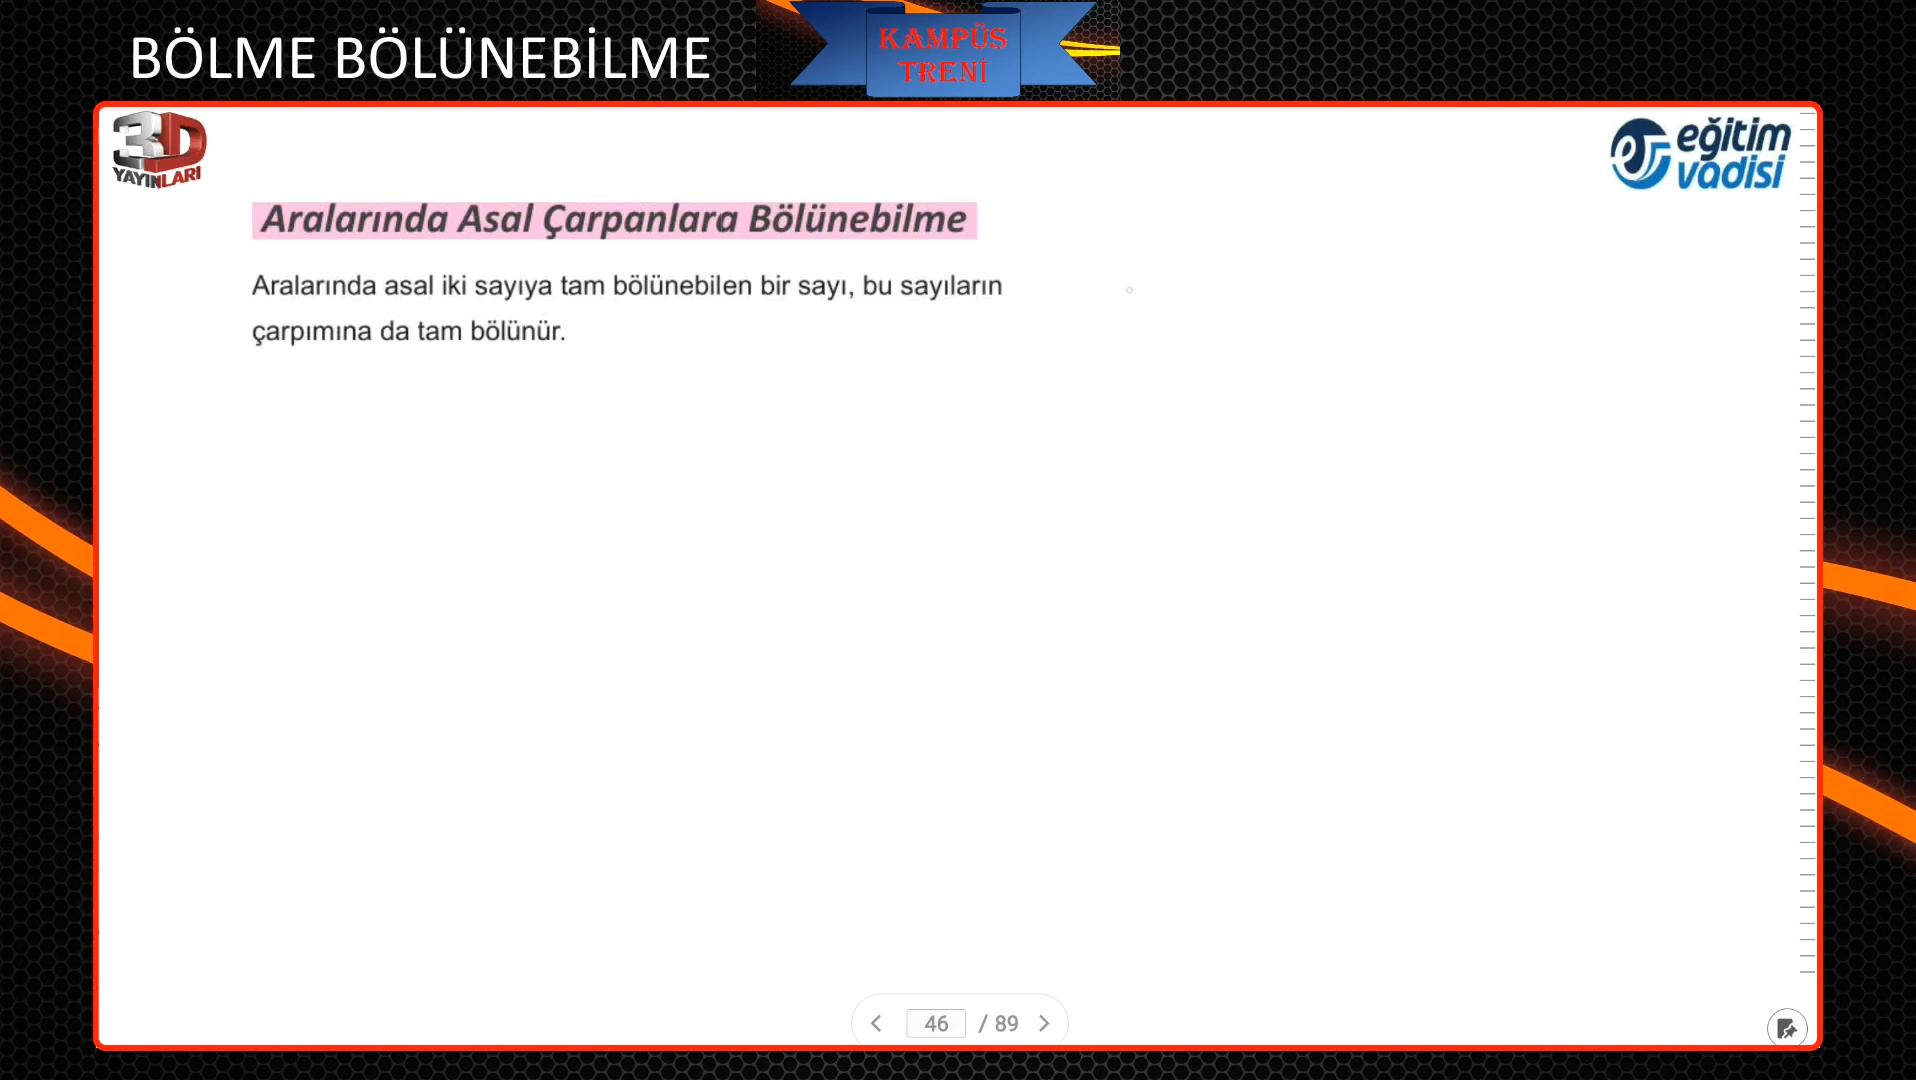 BÖLME BÖLÜNEBİLME
KAMPÜS
TRENİ
3D
YAYINLARI
eğitim
vadisi
Aralarında Asal Çarpanlara Bölünebilme
Aralarında asal iki sayıya tam bölünebilen bir sayı, bu sayıların
çarpımına da tam bölünür.
46 / 89